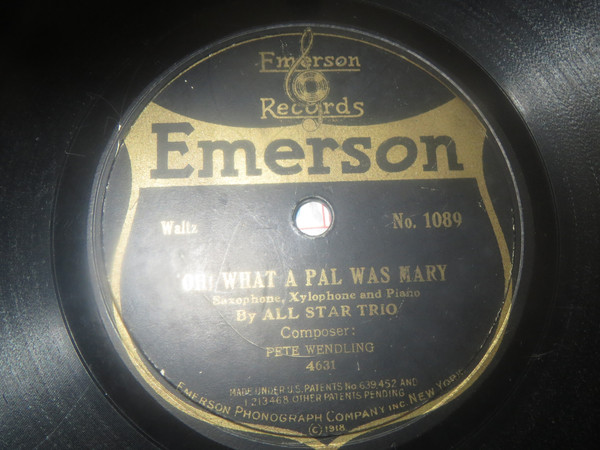 Emerson
Records
Emerson
Waltz No. 1089
OH! WHAT A PAL WAS MARY
Saxophone, Xylophone and Piano
By ALL STAR TRIO
Composer:
PETE WENDLING
4631
MADE UNDER U.S. PATENTS No. 639.452 AND
1.213.468 OTHER PATENTS PENDING
EMERSON PHONOGRAPH COMPANY INC. NEW YORK.
(C) 1918